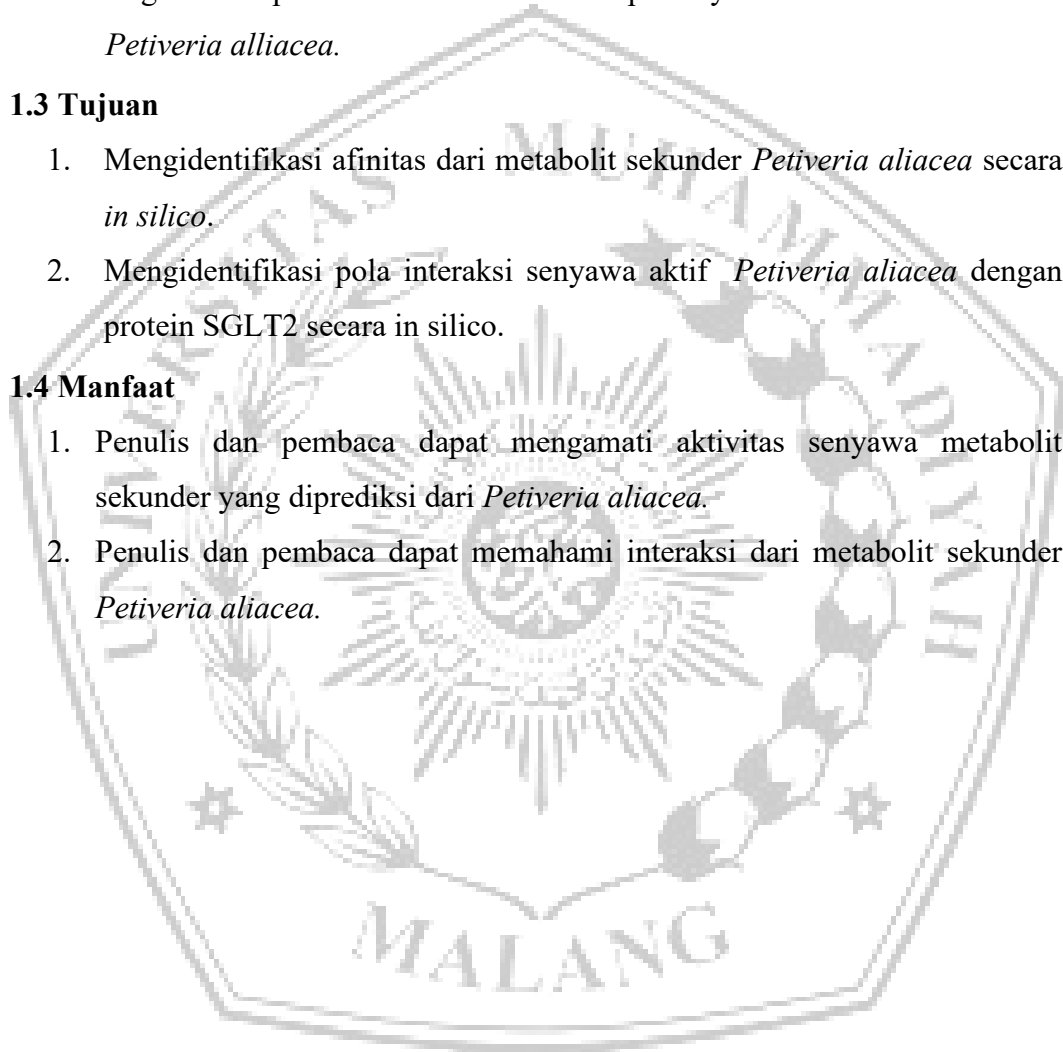 Petiveria alliacea.
1.3 Tujuan
1. Mengidentifikasi afinitas dari metabolit sekunder Petiveria aliacea secara
in silico.
2. Mengidentifikasi pola interaksi senyawa aktif Petiveria aliacea dengan
protein SGLT2 secara in silico.
1.4 Manfaat
1. Penulis dan pembaca dapat mengamati aktivitas senyawa metabolit
sekunder yang diprediksi dari Petiveria aliacea.
2. Penulis dan pembaca dapat memahami interaksi dari metabolit sekunder
Petiveria aliacea.
UNIVERSITAS MUHAMMADIYAH
MALANG